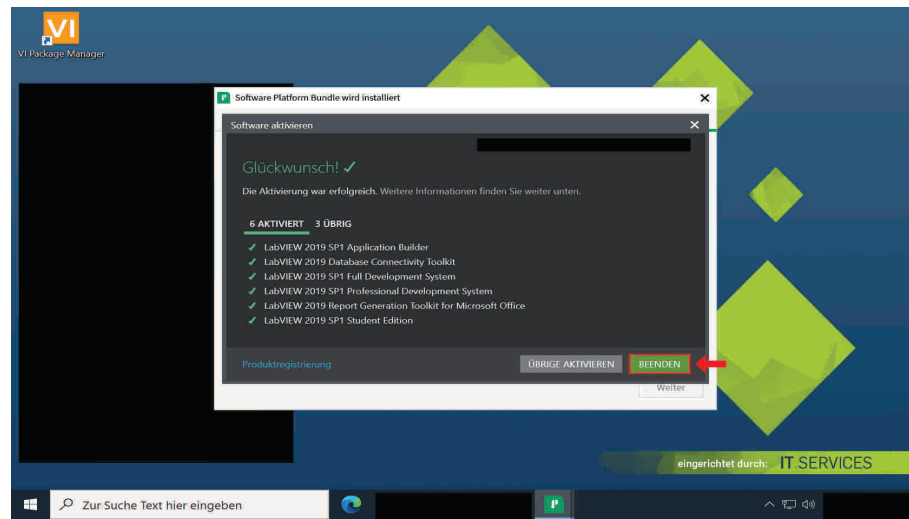 VI
VI Package Manager
Software Platform Bundle wird installiert
Software aktivieren
Glückwunsch!
Die Aktivierung war erfolgreich. Weitere Informationen finden Sie weiter unten.
6 AKTIVIERT 3 ÜBRIG
LabVIEW 2019 SP1 Application Builder
LabVIEW 2019 Database Connectivity Toolkit
LabVIEW 2019 SP1 Full Development System
LabVIEW 2019 SP1 Professional Development System
LabVIEW 2019 Report Generation Toolkit for Microsoft Office
LabVIEW 2019 SP1 Student Edition
Produktregistrierung ÜBRIGE AKTIVIEREN BEENDEN
Weiter
eingerichtet durch: IT SERVICES
Zur Suche Text hier eingeben